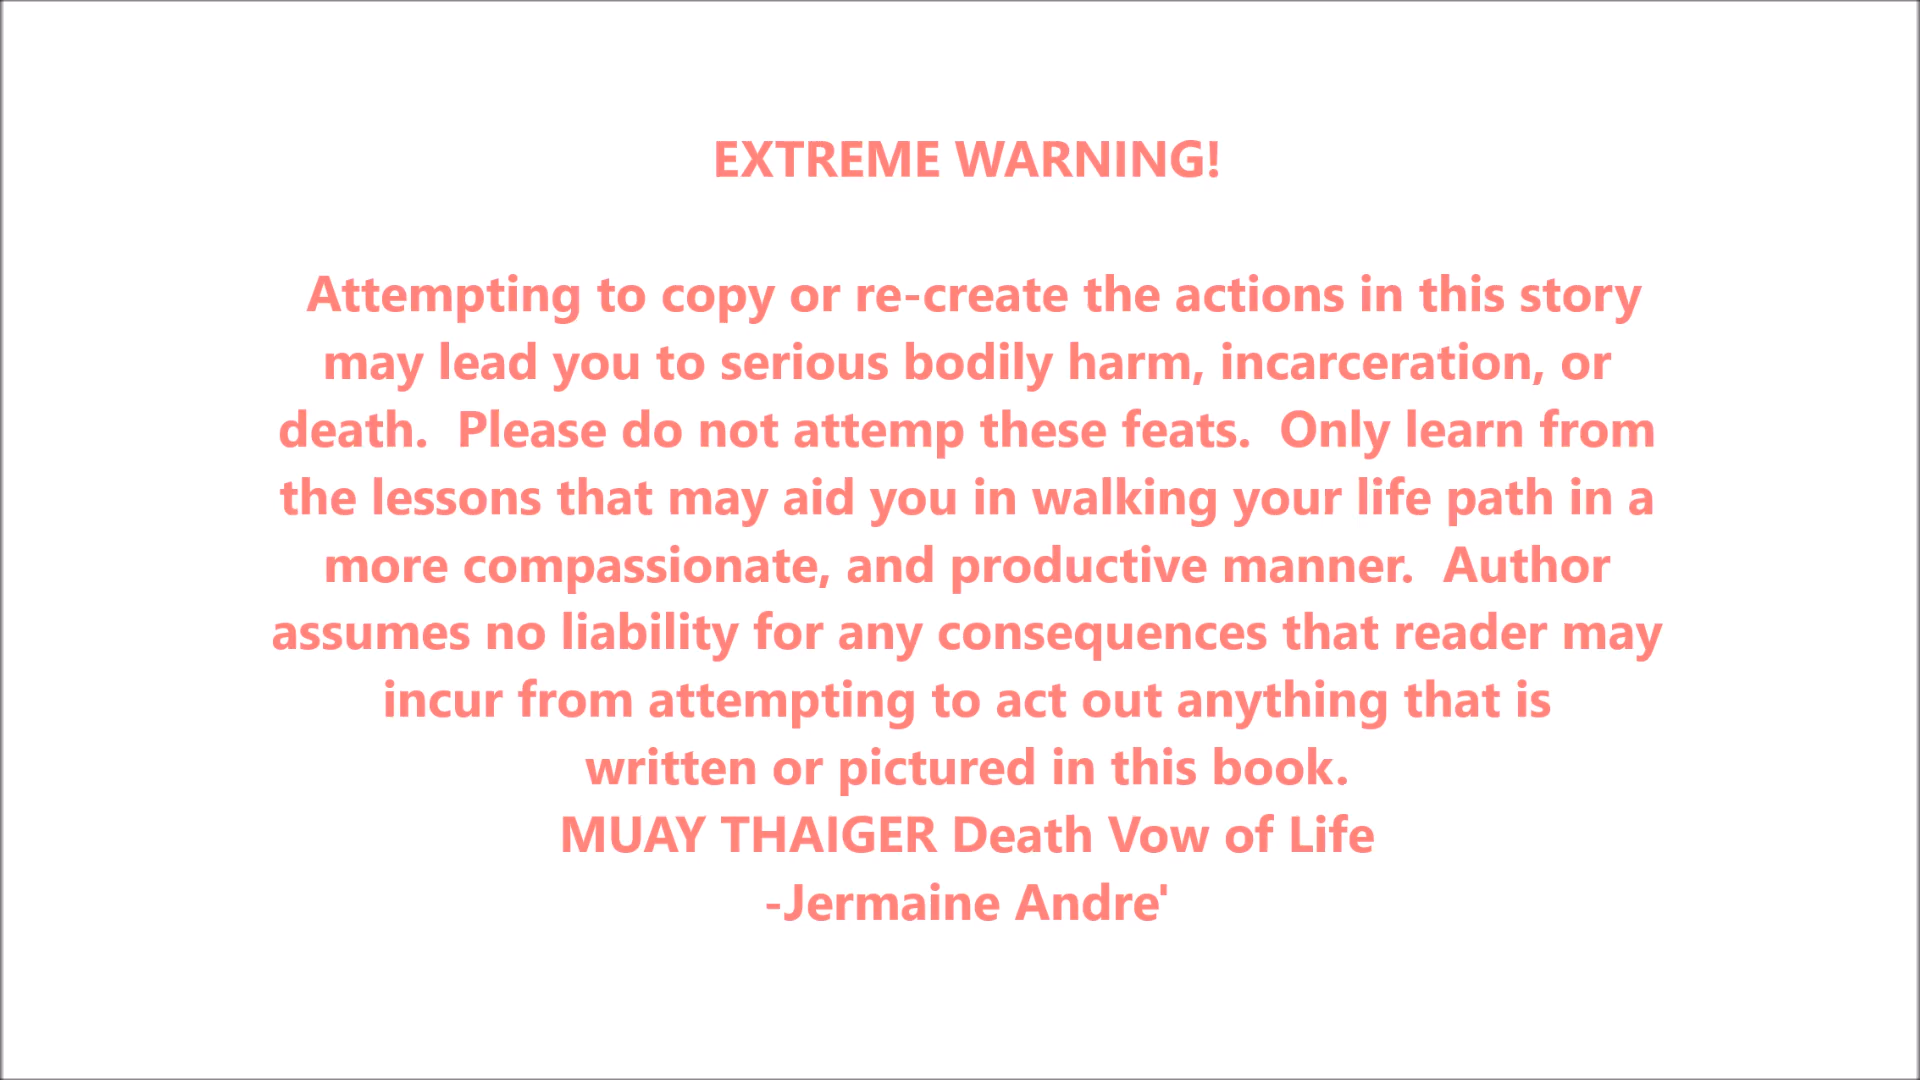 EXTREME WARNING!
Attempting to copy or re-create the actions in this story
may lead you to serious bodily harm, incarceration, or
death.  Please do not attemp these feats.  Only learn from
the lessons that may aid you in walking your life path in a
more compassionate, and productive manner.  Author
assumes no liability for any consequences that reader may
incur from attempting to act out anything that is
written or pictured in this book.
MUAY THAIGER Death Vow of Life
-Jermaine Andre'